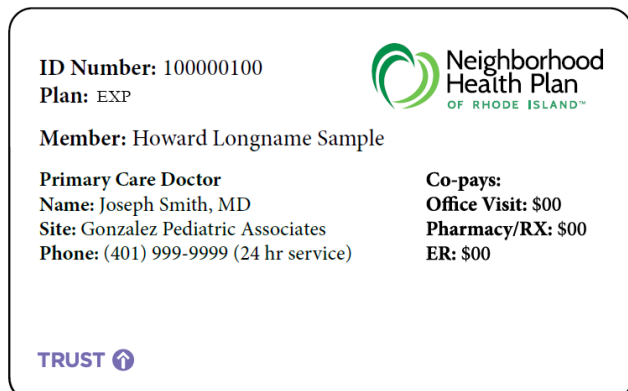 ID Number: 100000100
Plan: EXP
Neighborhood
Health Plan
OF RHODE ISLAND™
Member: Howard Longname Sample
Primary Care Doctor
Name: Joseph Smith, MD
Site: Gonzalez Pediatric Associates
Phone: (401) 999-9999 (24 hr service)
Co-pays:
Office Visit: $00
Pharmacy/RX: $00
ER: $00
TRUST